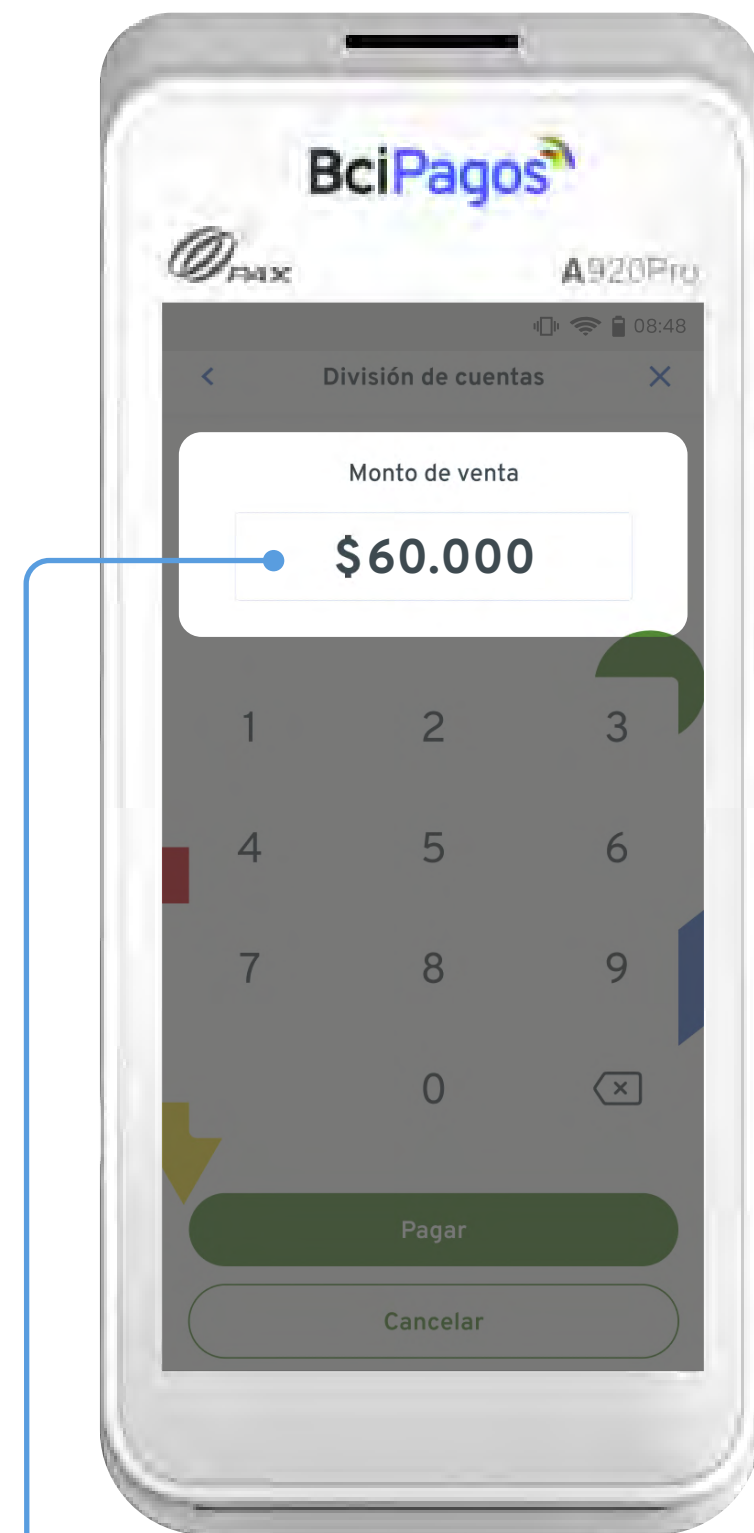 BciPagos
PAX
A920Pro
08:48
División de cuentas
Monto de venta
$60.000
1 2 3
4 5 6
7 8 9
0
Pagar
Cancelar